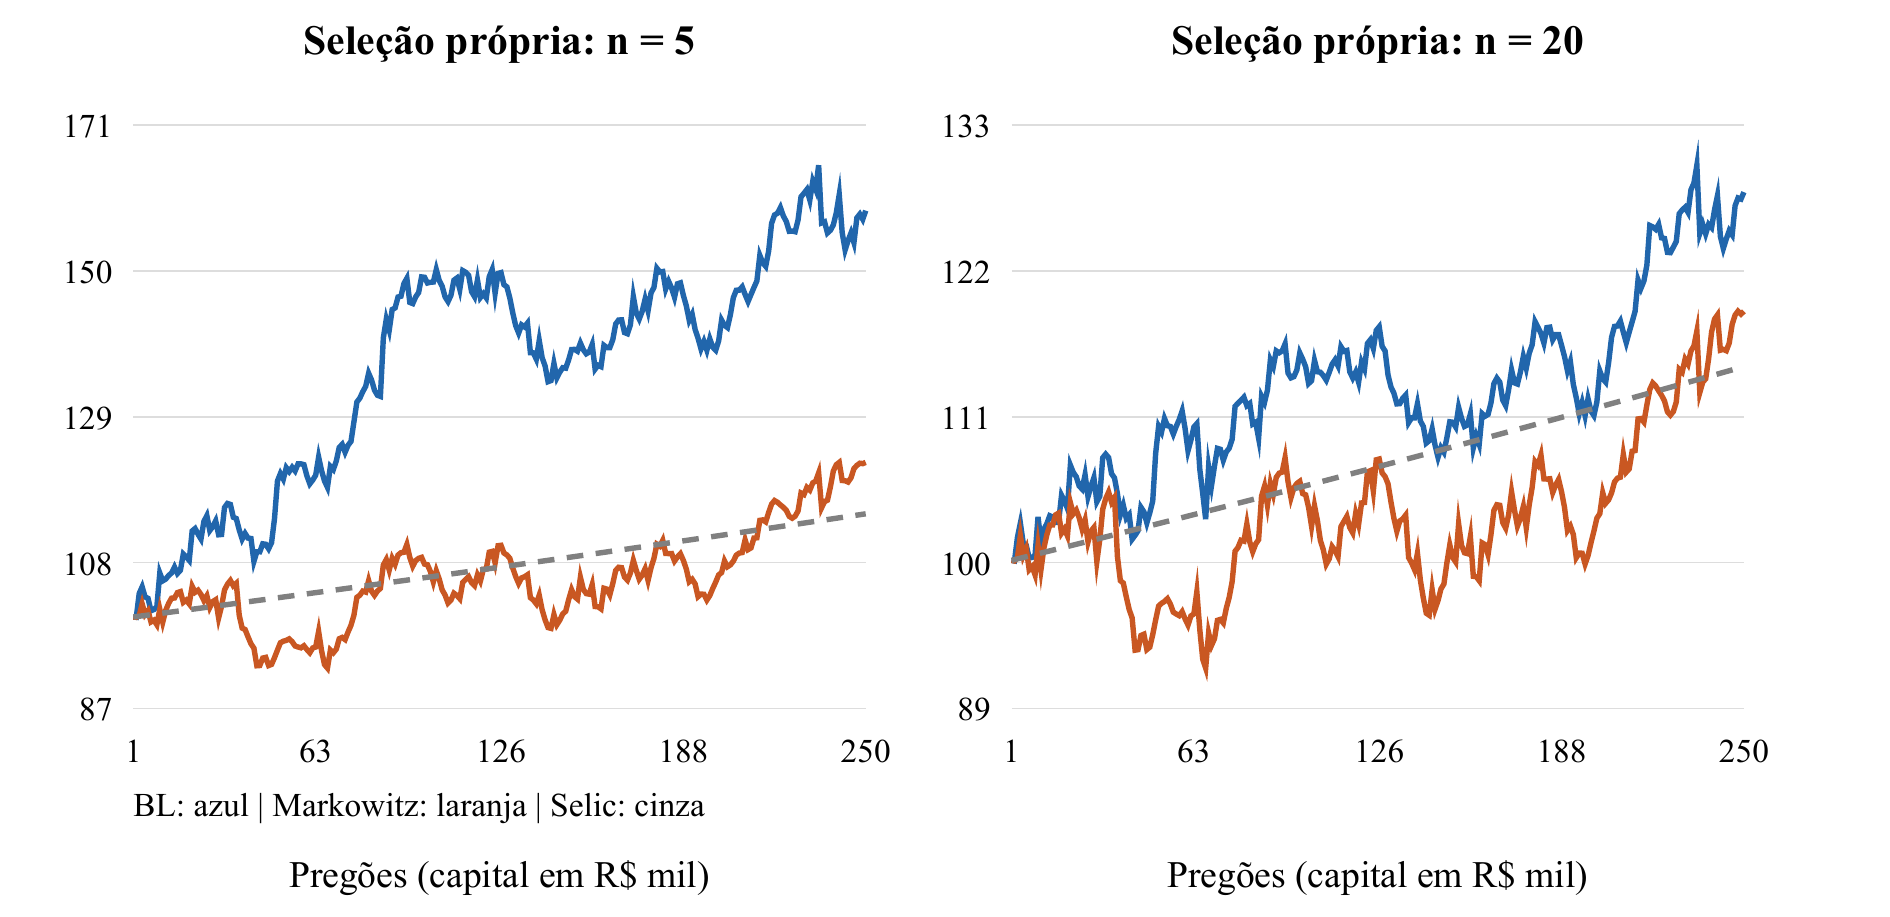 Seleção própria: n = 5
171
150
129
108
87
1 63 126 188 250
BL: azul | Markowitz: laranja | Selic: cinza
Pregões (capital em R$ mil)
Seleção própria: n = 20
133
122
111
100
89
1 63 126 188 250
Pregões (capital em R$ mil)